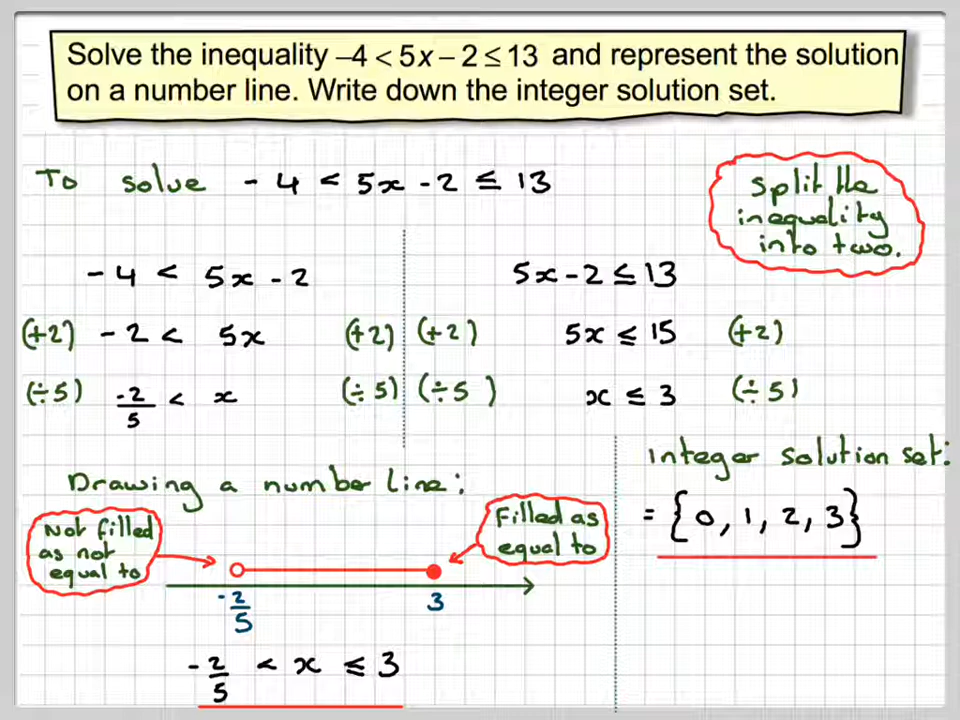 Solve the inequality –4 < 5x – 2 ≤ 13 and represent the solution
on a number line. Write down the integer solution set.
To solve -4 < 5x - 2 ≤ 13
Split the
inequality
into two.
-4 < 5x - 2
(+2) -2 < 5x (+2)
(÷5) -2/5 < x (÷5)
5x - 2 ≤ 13
(+2) 5x ≤ 15 (+2)
(÷5) x ≤ 3 (÷5)
Drawing a number line:
Not filled
as not
equal to
Filled as
equal to
-2/5 3
-2/5 < x ≤ 3
Integer solution set:
= {0, 1, 2, 3}